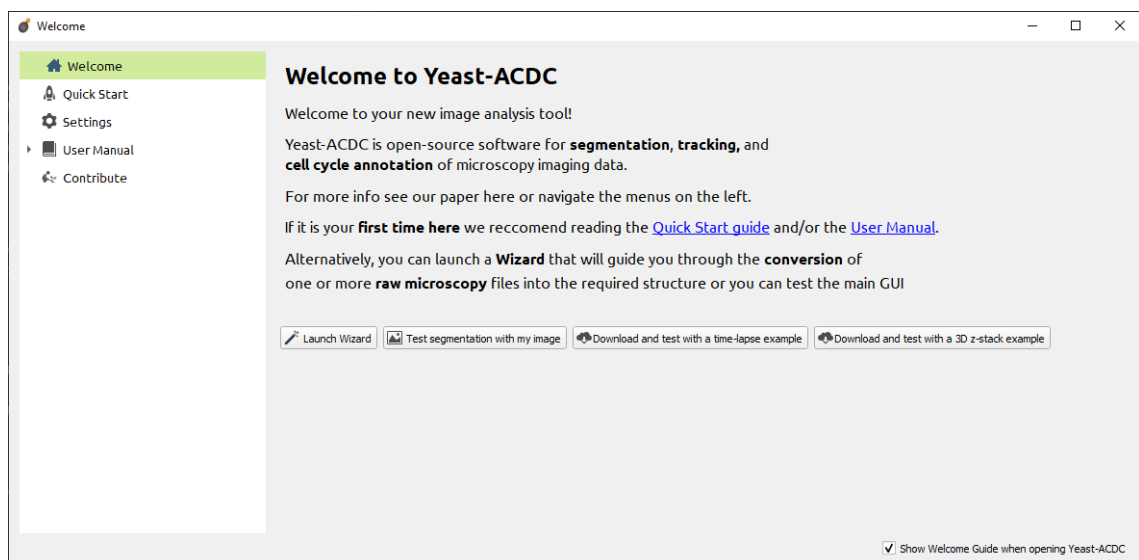 Welcome
Welcome
Quick Start
Settings
User Manual
Contribute
Welcome to Yeast-ACDC
Welcome to your new image analysis tool!
Yeast-ACDC is open-source software for segmentation, tracking, and
cell cycle annotation of microscopy imaging data.
For more info see our paper here or navigate the menus on the left.
If it is your first time here we reccomend reading the Quick Start guide and/or the User Manual.
Alternatively, you can launch a Wizard that will guide you through the conversion of
one or more raw microscopy files into the required structure or you can test the main GUI
Launch Wizard
Test segmentation with my image
Download and test with a time-lapse example
Download and test with a 3D z-stack example
Show Welcome Guide when opening Yeast-ACDC